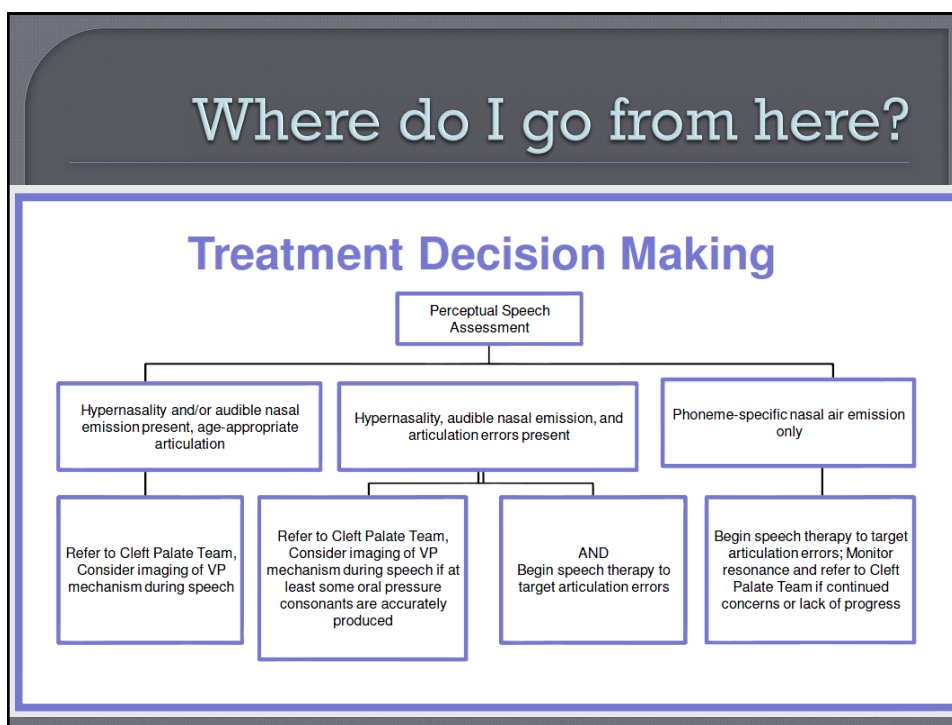 Where do I go from here?
Treatment Decision Making
Perceptual Speech
Assessment
Hypernasality and/or audible nasal
emission present, age-appropriate
articulation
Hypernasality, audible nasal emission, and
articulation errors present
Phoneme-specific nasal air emission
only
Refer to Cleft Palate Team,
Consider imaging of VP
mechanism during speech
Refer to Cleft Palate Team,
Consider imaging of VP
mechanism during speech if at
least some oral pressure
consonants are accurately
produced
AND
Begin speech therapy to
target articulation errors
Begin speech therapy to target
articulation errors; Monitor
resonance and refer to Cleft
Palate Team if continued
concerns or lack of progress